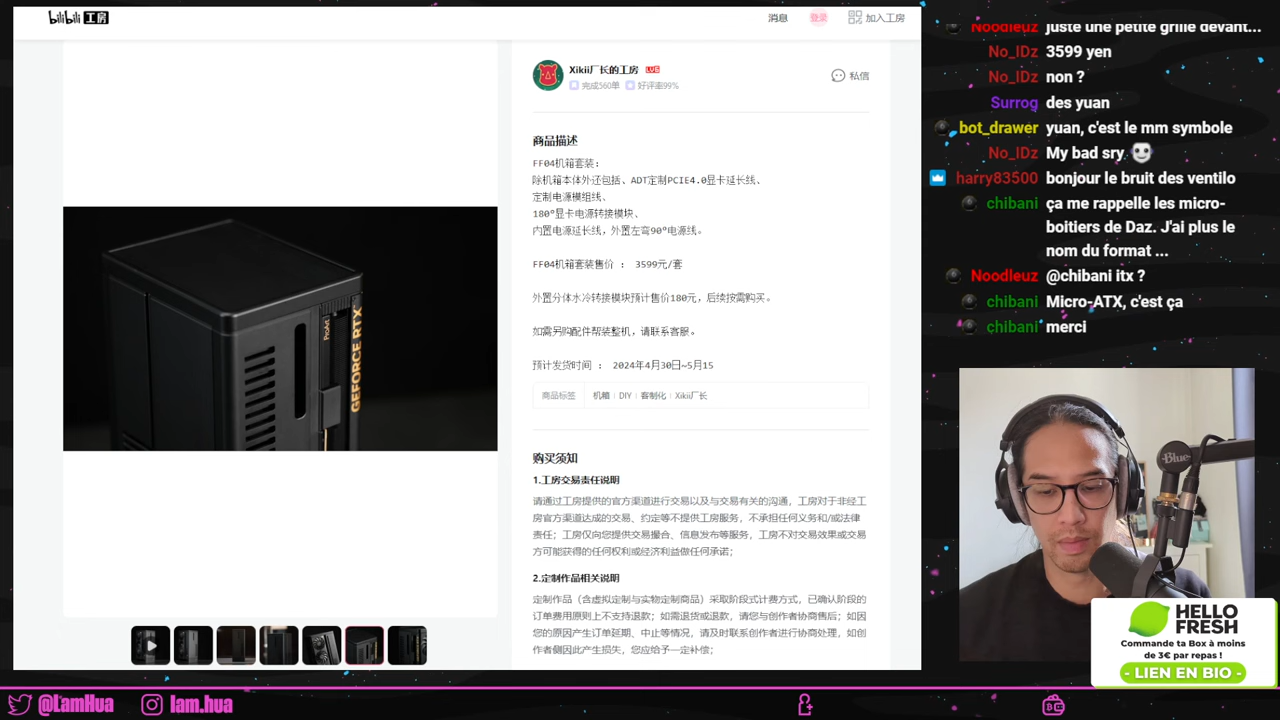 bilibili 工房
消息
登录
加入工房
Xikii厂长的工房 LV6
完成560单 好评率99%
私信
商品描述
FF04机箱套装:
除机箱本体外还包括、ADT定制PCIE4.0显卡延长线、
定制电源模组线、
180°显卡电源转接模块、
内置电源延长线，外置左弯90°电源线。
FF04机箱套装售价 : 3599元/套
外置分体水冷转接模块预计售价180元，后续按需购买。
如需另购配件帮装整机，请联系客服。
预计发货时间 : 2024年4月30日~5月15
商品标签 机箱 DIY 客制化 Xikii厂长
购买须知
1.工房交易责任说明
请通过工房提供的官方渠道进行交易以及与交易有关的沟通，工房对于非经工
房官方渠道达成的交易、约定等不提供工房服务，不承担任何义务和/或法律
责任；工房仅向您提供交易撮合、信息发布等服务，工房不对交易效果或交易
方可能获得的任何权利或经济利益做任何承诺；
2.定制作品相关说明
定制作品（含虚拟定制与实物定制商品）采取阶段式计费方式，已确认阶段的
订单费用原则上不支持退款；如需退货或退款，请您与创作者协商售后；如因
您的原因产生订单延期、中止等情况，请及时联系创作者进行协商处理，如创
作者侧因此产生损失，您应给予一定补偿；
ProArt
GEFORCE RTX
Noodleuz juste une petite grille devant...
No_IDz 3599 yen
No_IDz non ?
Surrog des yuan
bot_drawer yuan, c'est le mm symbole
No_IDz My bad sry
harry83500 bonjour le bruit des ventilo
chibani ça me rappelle les micro-
boitiers de Daz. J'ai plus le
nom du format ...
Noodleuz @chibani itx ?
chibani Micro-ATX, c'est ça
chibani merci
Blue
HELLO
FRESH
Commande ta Box à moins
de 3€ par repas !
- LIEN EN BIO -
@LamHua
lam.hua